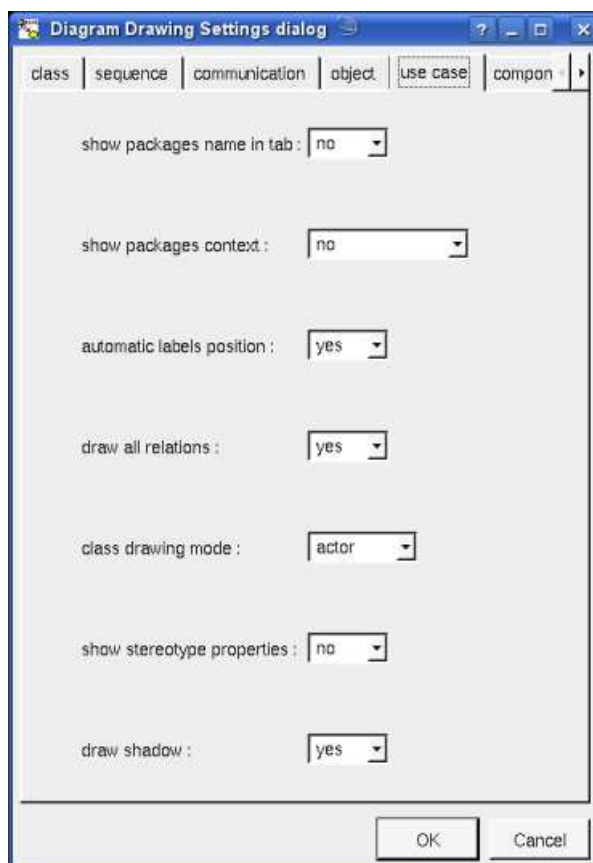 Diagram Drawing Settings dialog ?
class sequence communication object use case compon
show packages name in tab : no
show packages context : no
automatic labels position : yes
draw all relations : yes
class drawing mode : actor
show stereotype properties : no
draw shadow : yes
OK Cancel